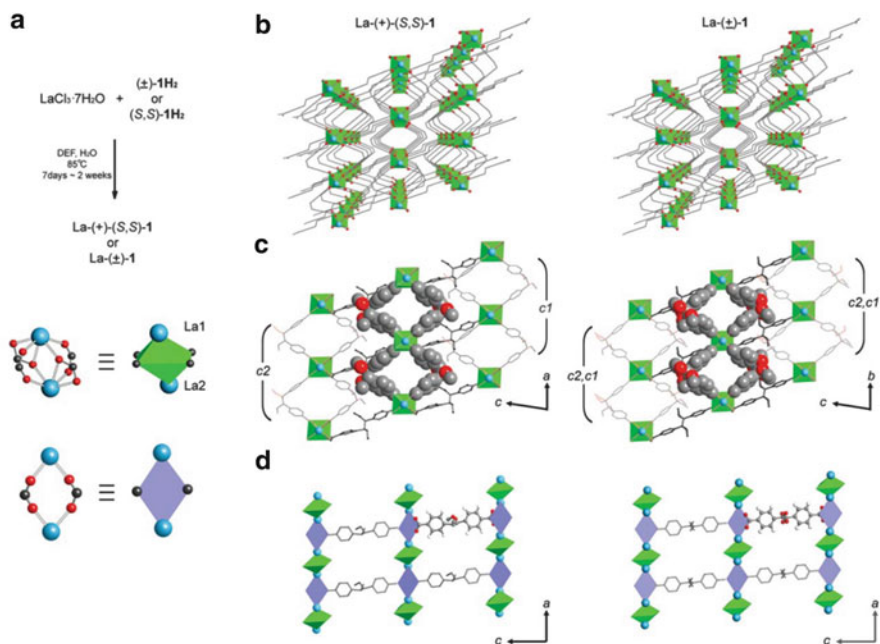 a
LaCl₃·7H₂O + (±)-1H₂
or
(S,S)-1H₂
DEF, H₂O
85℃
7days ~ 2 weeks
La-(+)-(S,S)-1
or
La-(±)-1
La1
La2
b
La-(+)-(S,S)-1
La-(±)-1
c
c1
c2
a
c
c2,c1
c2,c1
b
c
d
a
c
a
c